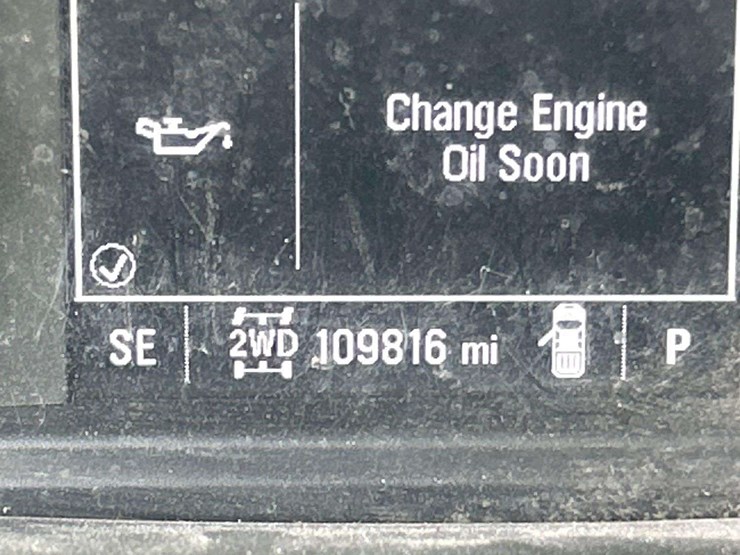 Change Engine
Oil Soon
SE 2WD 109816 mi P